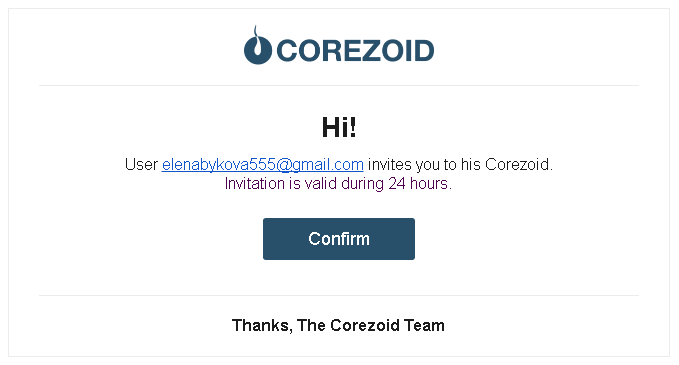 COREZOID
Hi!
User elenabykova555@gmail.com invites you to his Corezoid.
Invitation is valid during 24 hours.
Confirm
Thanks, The Corezoid Team